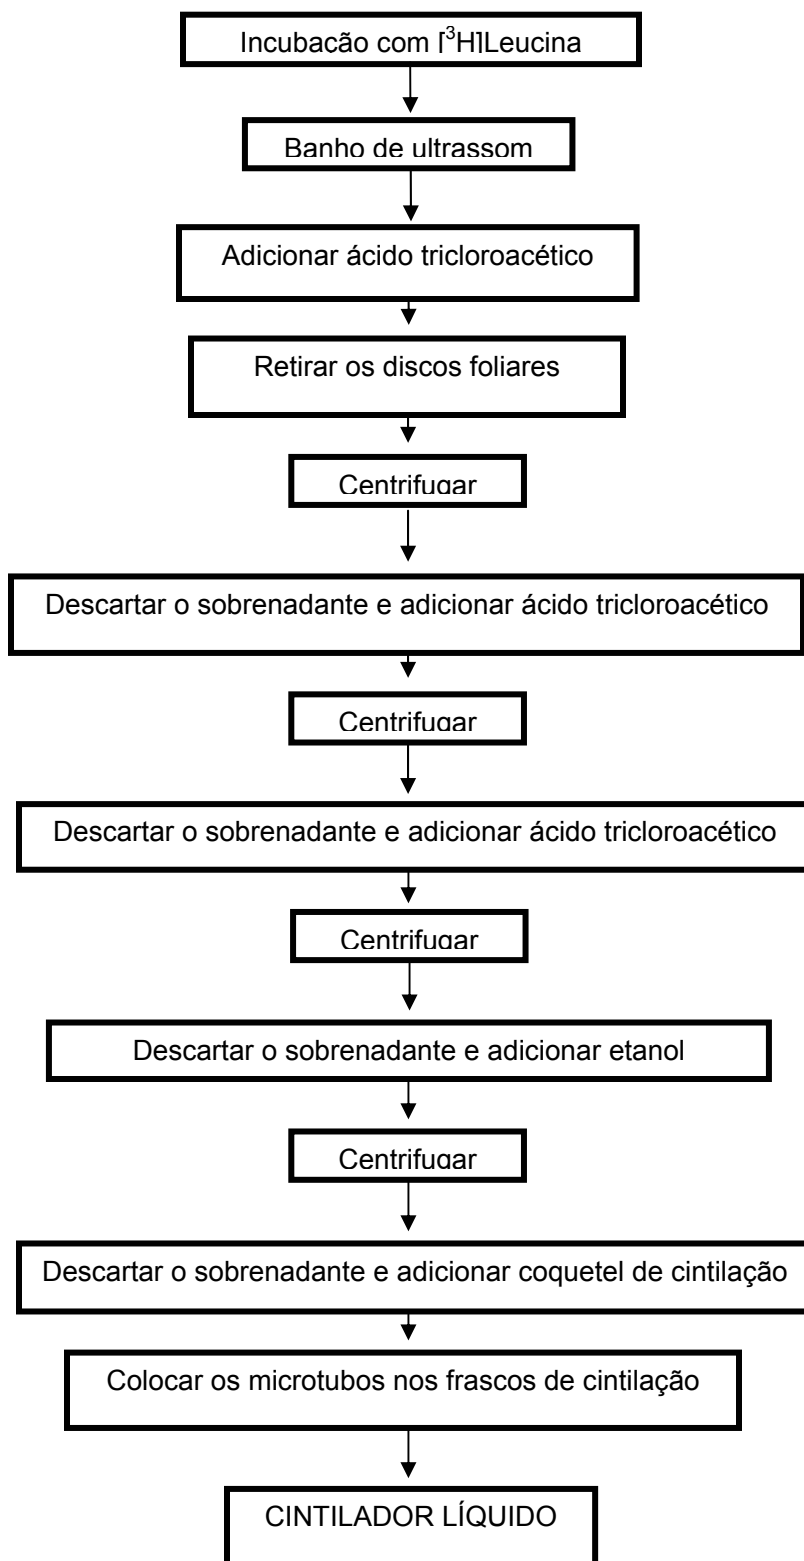 Incubação com [³H]Leucina
Banho de ultrassom
Adicionar ácido tricloroacético
Retirar os discos foliares
Centrifugar
Descartar o sobrenadante e adicionar ácido tricloroacético
Centrifugar
Descartar o sobrenadante e adicionar ácido tricloroacético
Centrifugar
Descartar o sobrenadante e adicionar etanol
Centrifugar
Descartar o sobrenadante e adicionar coquetel de cintilação
Colocar os microtubos nos frascos de cintilação
CINTILADOR LÍQUIDO